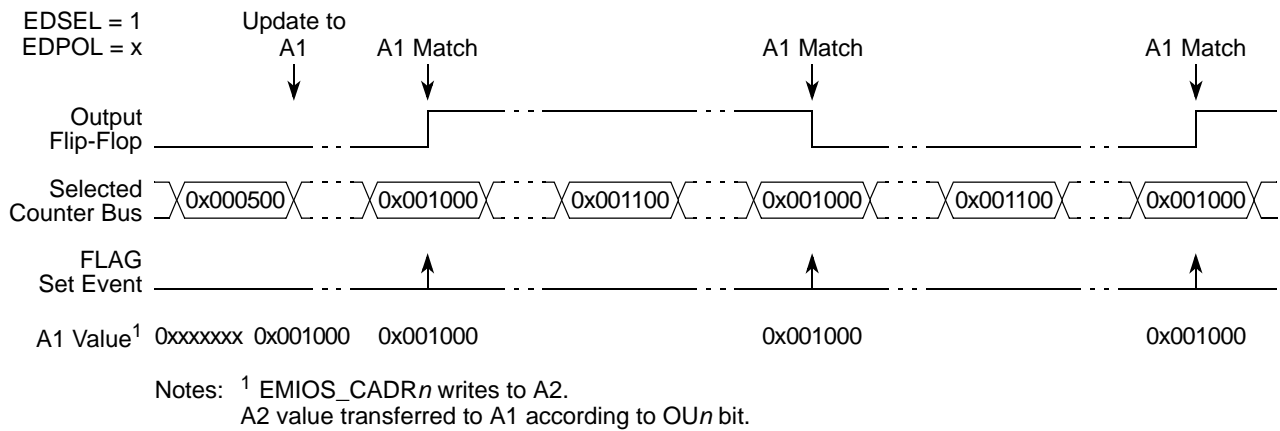 EDSEL = 1
EDPOL = x
Update to
A1
A1 Match
A1 Match
A1 Match
Output
Flip-Flop
Selected
Counter Bus
0x000500
0x001000
0x001100
0x001000
0x001100
0x001000
FLAG
Set Event
A1 Value1 0xxxxxxx 0x001000 0x001000 0x001000 0x001000
Notes: 1 EMIOS_CADRn writes to A2.
A2 value transferred to A1 according to OUn bit.